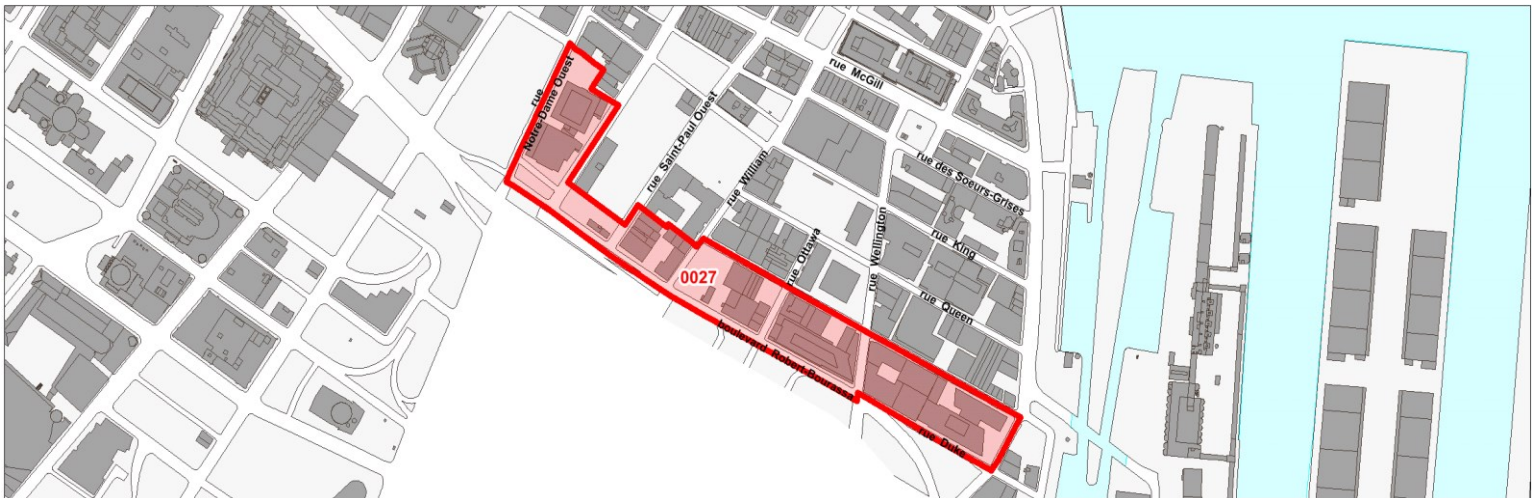 rue
Notre-Dame Ouest
rue McGill
rue Saint-Paul Ouest
rue William
rue des Soeurs-Grises
rue Ottawa
rue Wellington
rue King
0027
rue Queen
boulevard Robert-Bourassa
rue Duke